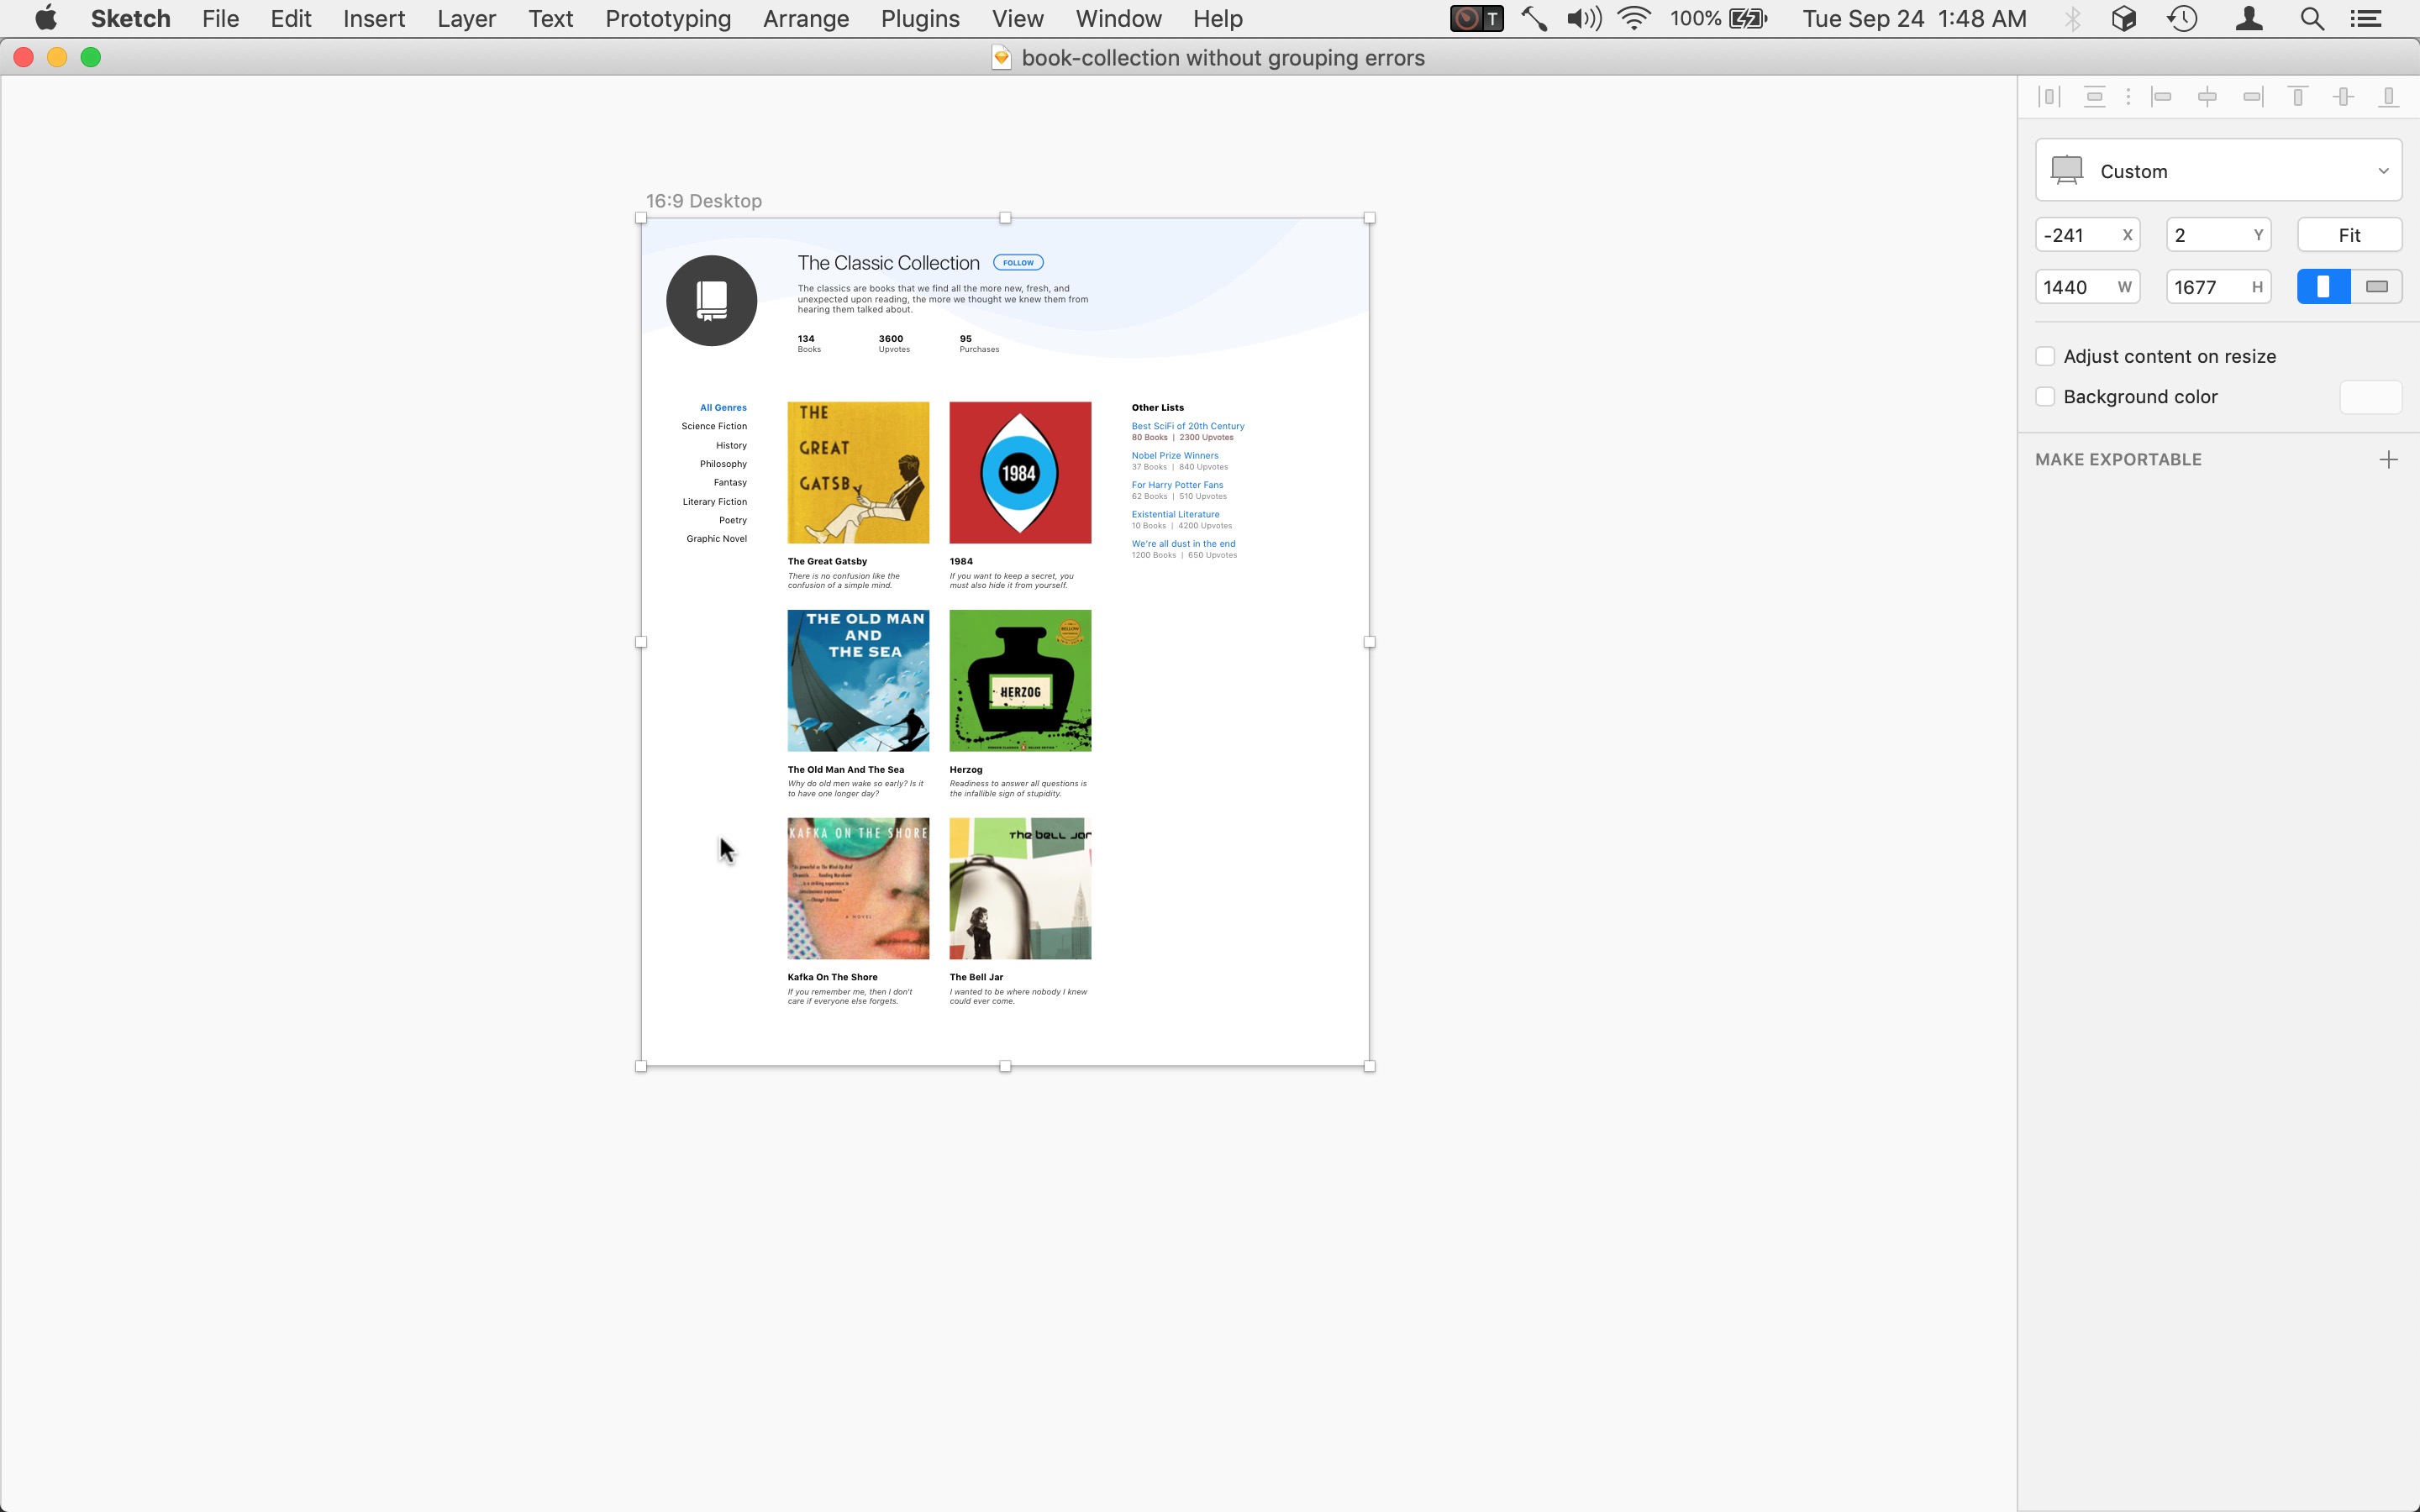 Sketch File Edit Insert Layer Text Prototyping Arrange Plugins View Window Help T 100% Tue Sep 24 1:48 AM
book-collection without grouping errors
16:9 Desktop
The Classic Collection FOLLOW
The classics are books that we find all the more new, fresh, and
unexpected upon reading, the more we thought we knew them from
hearing them talked about.
134 3600 95
Books Upvotes Purchases
All Genres
Science Fiction
History
Philosophy
Fantasy
Literary Fiction
Poetry
Graphic Novel
THE
GREAT
GATSB
The Great Gatsby
There is no confusion like the
confusion of a simple mind.
1984
1984
If you want to keep a secret, you
must also hide it from yourself.
THE OLD MAN
AND
THE SEA
The Old Man And The Sea
Why do old men wake so early? Is it
to have one longer day?
HERZOG
Herzog
Readiness to answer all questions is
the infallible sign of stupidity.
KAFKA ON THE SHORE
A NOVEL
Kafka On The Shore
If you remember me, then I don't
care if everyone else forgets.
The bell jar
The Bell Jar
I wanted to be where nobody I knew
could ever come.
Other Lists
Best SciFi of 20th Century
80 Books | 2300 Upvotes
Nobel Prize Winners
37 Books | 840 Upvotes
For Harry Potter Fans
62 Books | 510 Upvotes
Existential Literature
10 Books | 4200 Upvotes
We're all dust in the end
1200 Books | 650 Upvotes
Custom
-241 X 2 Y Fit
1440 W 1677 H
Adjust content on resize
Background color
MAKE EXPORTABLE